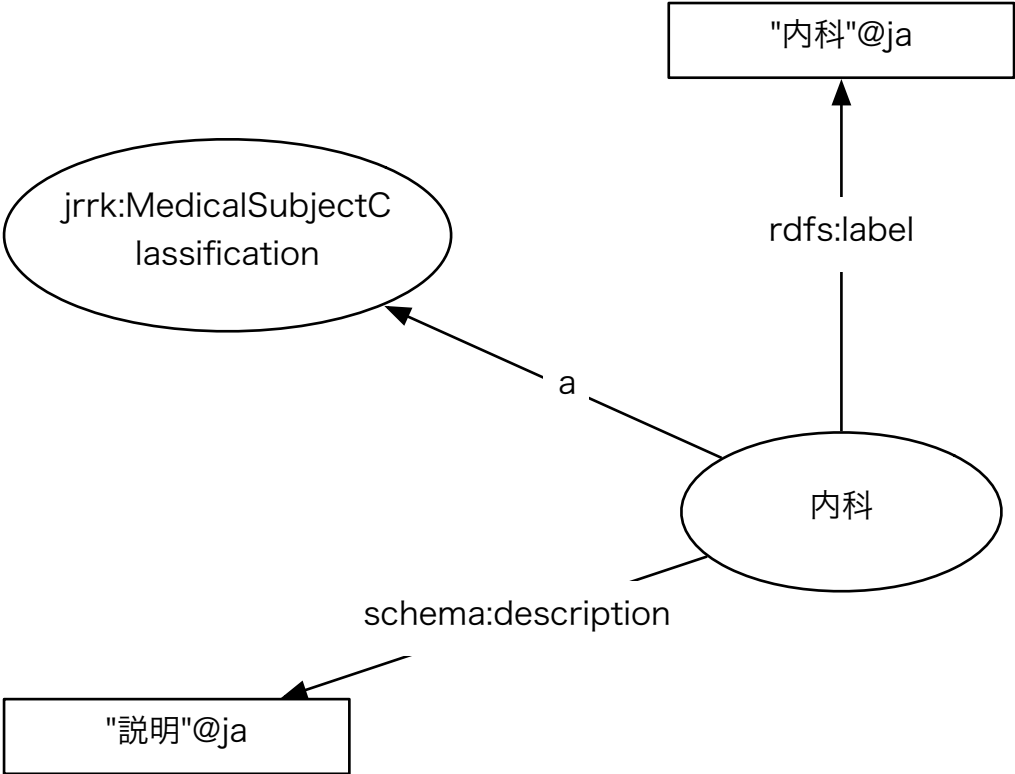 "内科"@ja
jrrk:MedicalSubjectC
lassification
rdfs:label
a
内科
schema:description
"説明"@ja